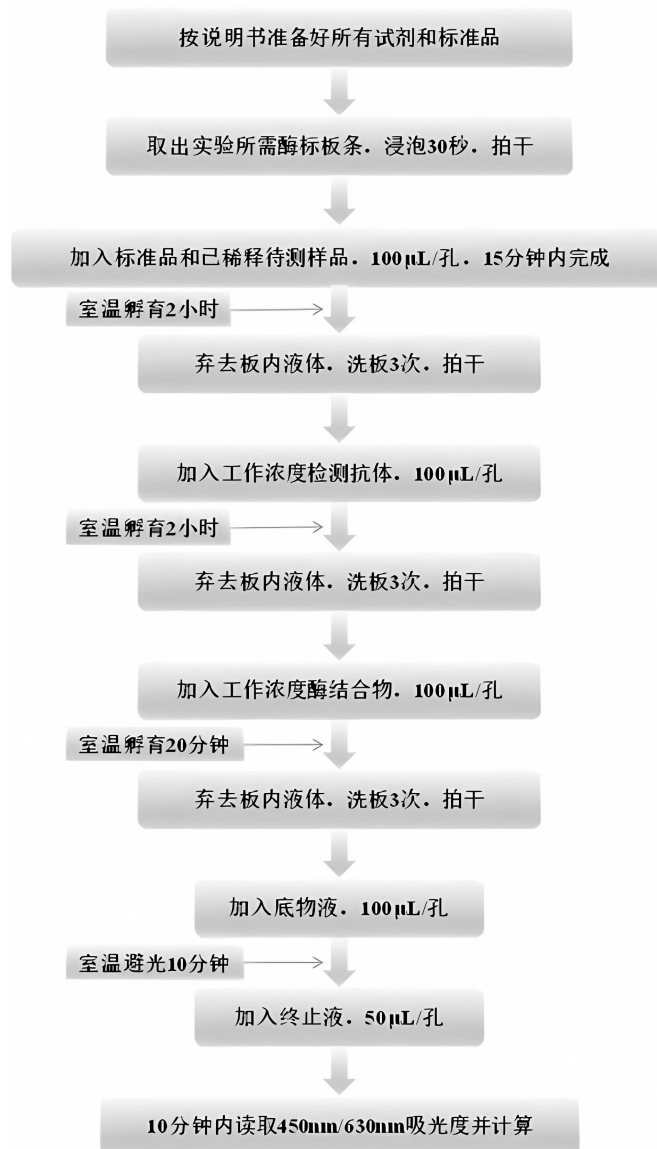 按说明书准备好所有试剂和标准品
取出实验所需酶标板条．浸泡30秒．拍干
加入标准品和已稀释待测样品．100μL/孔．15分钟内完成
室温孵育2小时
弃去板内液体．洗板3次．拍干
加入工作浓度检测抗体．100μL/孔
室温孵育2小时
弃去板内液体．洗板3次．拍干
加入工作浓度酶结合物．100μL/孔
室温孵育20分钟
弃去板内液体．洗板3次．拍干
加入底物液．100μL/孔
室温避光10分钟
加入终止液．50μL/孔
10分钟内读取450nm/630nm吸光度并计算